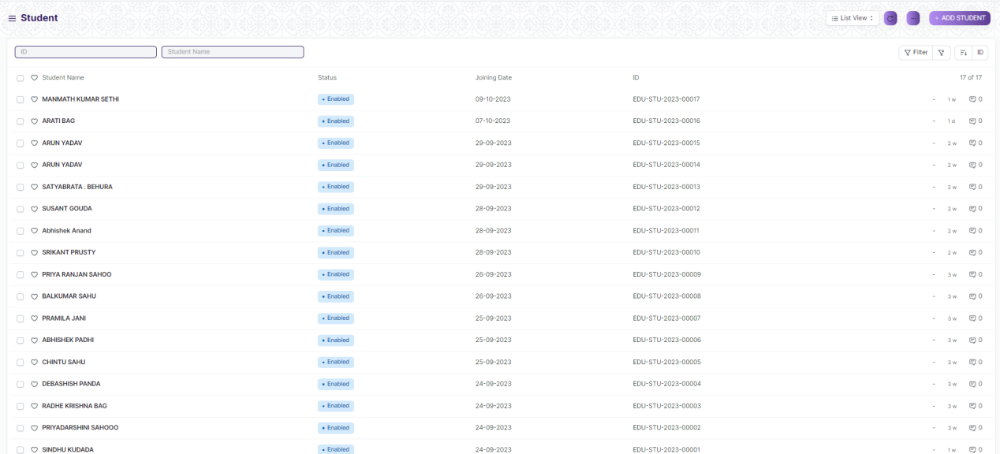 Student
List View
+ ADD STUDENT
ID Student Name Filter ID
Student Name Status Joining Date ID 17 of 17
MANMATH KUMAR SETHI Enabled 09-10-2023 EDU-STU-2023-00017 - 1 w 0
ARATI BAG Enabled 07-10-2023 EDU-STU-2023-00016 - 1 d 0
ARUN YADAV Enabled 29-09-2023 EDU-STU-2023-00015 - 2 w 0
ARUN YADAV Enabled 29-09-2023 EDU-STU-2023-00014 - 2 w 0
SATYABRATA . BEHURA Enabled 29-09-2023 EDU-STU-2023-00013 - 2 w 0
SUSANT GOUDA Enabled 28-09-2023 EDU-STU-2023-00012 - 2 w 0
Abhishek Anand Enabled 28-09-2023 EDU-STU-2023-00011 - 2 w 0
SRIKANT PRUSTY Enabled 28-09-2023 EDU-STU-2023-00010 - 2 w 0
PRIYA RANJAN SAHOO Enabled 26-09-2023 EDU-STU-2023-00009 - 3 w 0
BALKUMAR SAHU Enabled 26-09-2023 EDU-STU-2023-00008 - 3 w 0
PRAMILA JANI Enabled 25-09-2023 EDU-STU-2023-00007 - 3 w 0
ABHISHEK PADHI Enabled 25-09-2023 EDU-STU-2023-00006 - 3 w 0
CHINTU SAHU Enabled 25-09-2023 EDU-STU-2023-00005 - 3 w 0
DEBASHISH PANDA Enabled 24-09-2023 EDU-STU-2023-00004 - 3 w 0
RADHE KRISHNA BAG Enabled 24-09-2023 EDU-STU-2023-00003 - 3 w 0
PRIYADARSHINI SAHOOO Enabled 24-09-2023 EDU-STU-2023-00002 - 3 w 0
SINDHU KUDADA Enabled 24-09-2023 EDU-STU-2023-00001 - 1 w 0